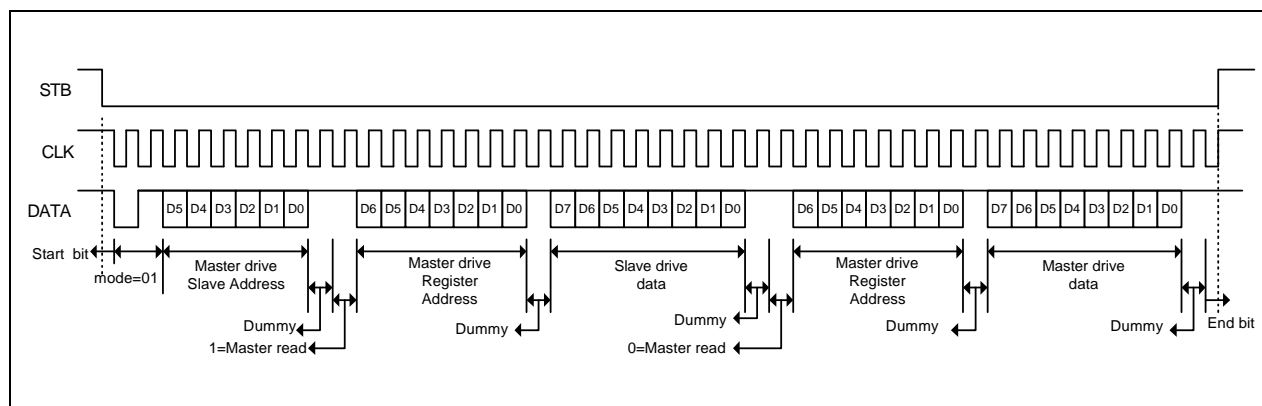 STB
CLK
DATA
D5 D4 D3 D2 D1 D0
D6 D5 D4 D3 D2 D1 D0
D7 D6 D5 D4 D3 D2 D1 D0
D6 D5 D4 D3 D2 D1 D0
D7 D6 D5 D4 D3 D2 D1 D0
Start bit
mode=01
Master drive
Slave Address
Dummy
1=Master read
Master drive
Register
Address
Dummy
Slave drive
data
Dummy
0=Master read
Master drive
Register
Address
Dummy
Master drive
data
Dummy
End bit